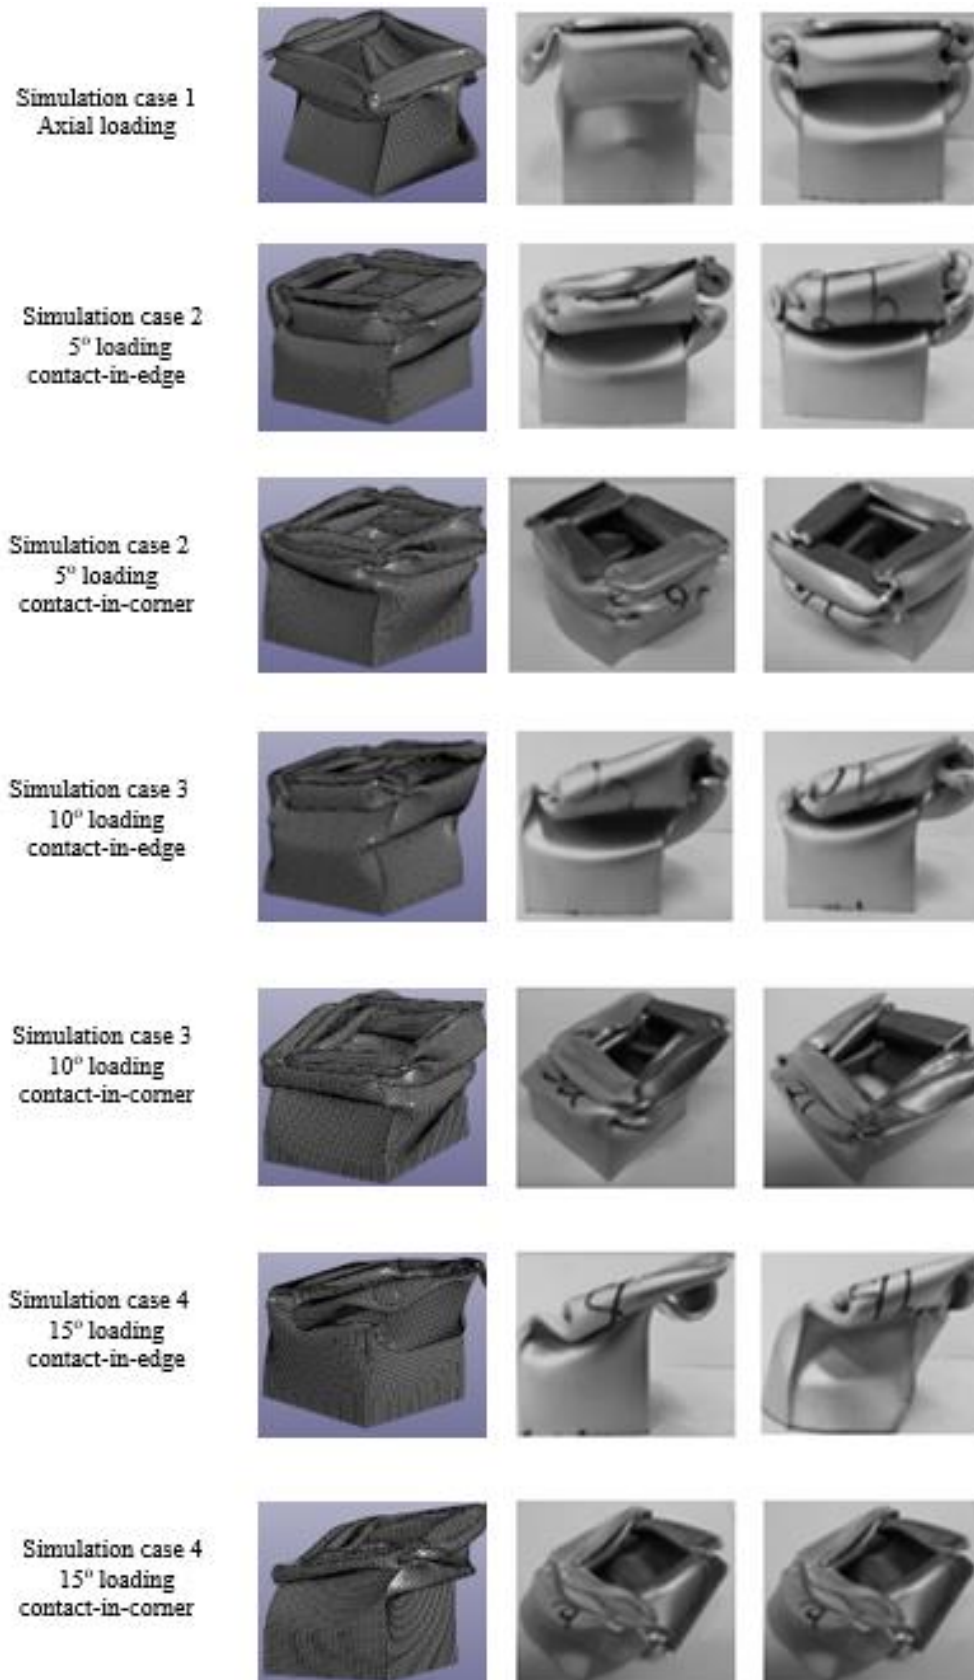 Simulation case 1
Axial loading
Simulation case 2
5° loading
contact-in-edge
Simulation case 2
5° loading
contact-in-corner
Simulation case 3
10° loading
contact-in-edge
Simulation case 3
10° loading
contact-in-corner
Simulation case 4
15° loading
contact-in-edge
Simulation case 4
15° loading
contact-in-corner